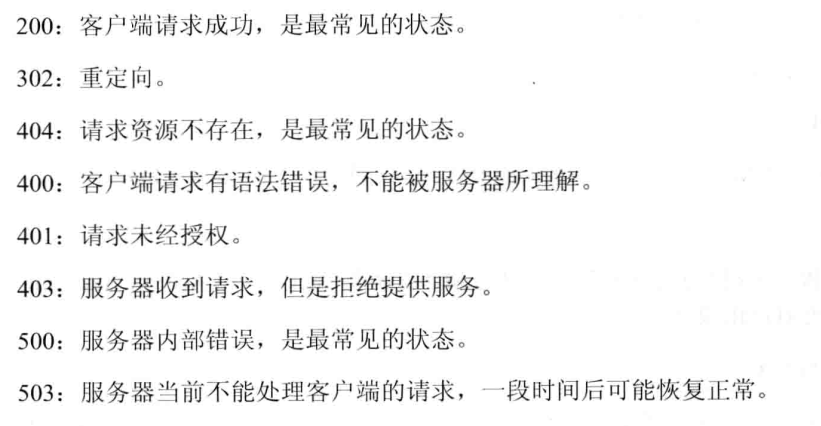 200：客户端请求成功，是最常见的状态。
302：重定向。
404：请求资源不存在，是最常见的状态。
400：客户端请求有语法错误，不能被服务器所理解。
401：请求未经授权。
403：服务器收到请求，但是拒绝提供服务。
500：服务器内部错误，是最常见的状态。
503：服务器当前不能处理客户端的请求，一段时间后可能恢复正常。